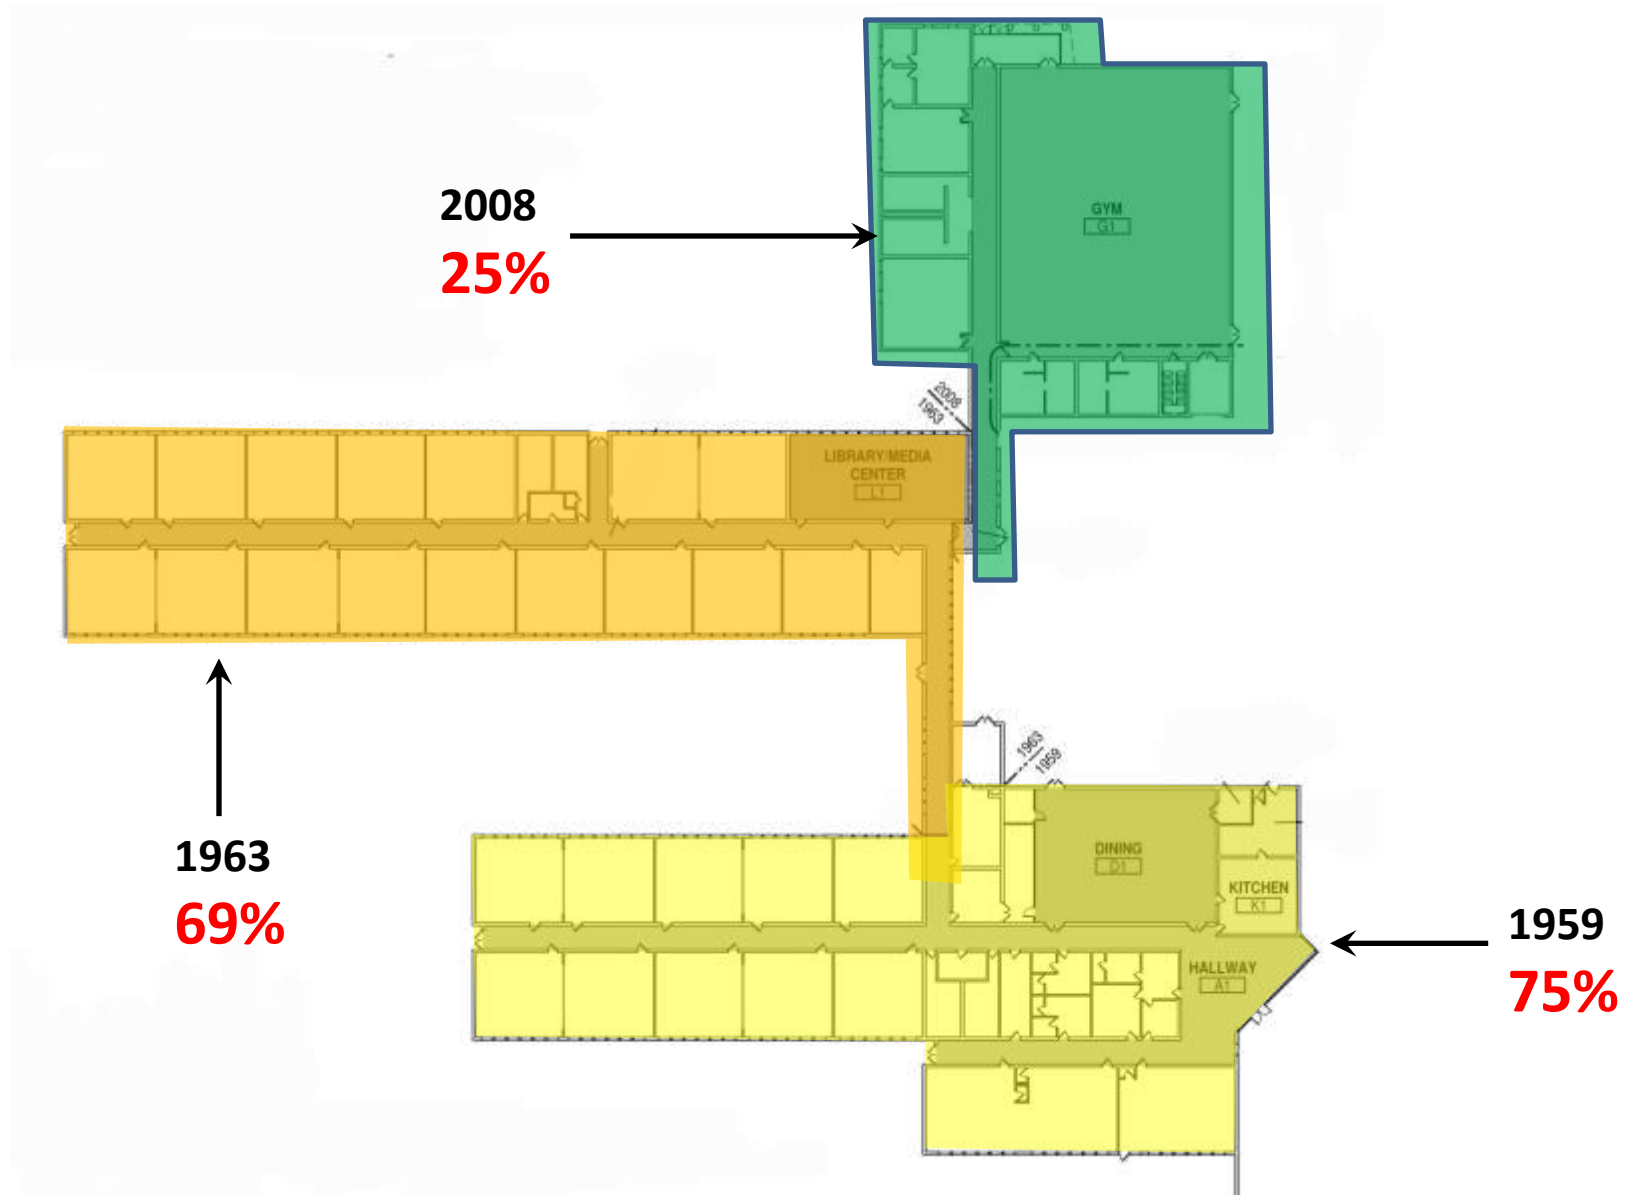 2008
25%
GYM
G1
2008
1963
LIBRARY/MEDIA
CENTER
L1
1963
69%
1963
1959
DINING
D1
KITCHEN
K1
HALLWAY
A1
1959
75%